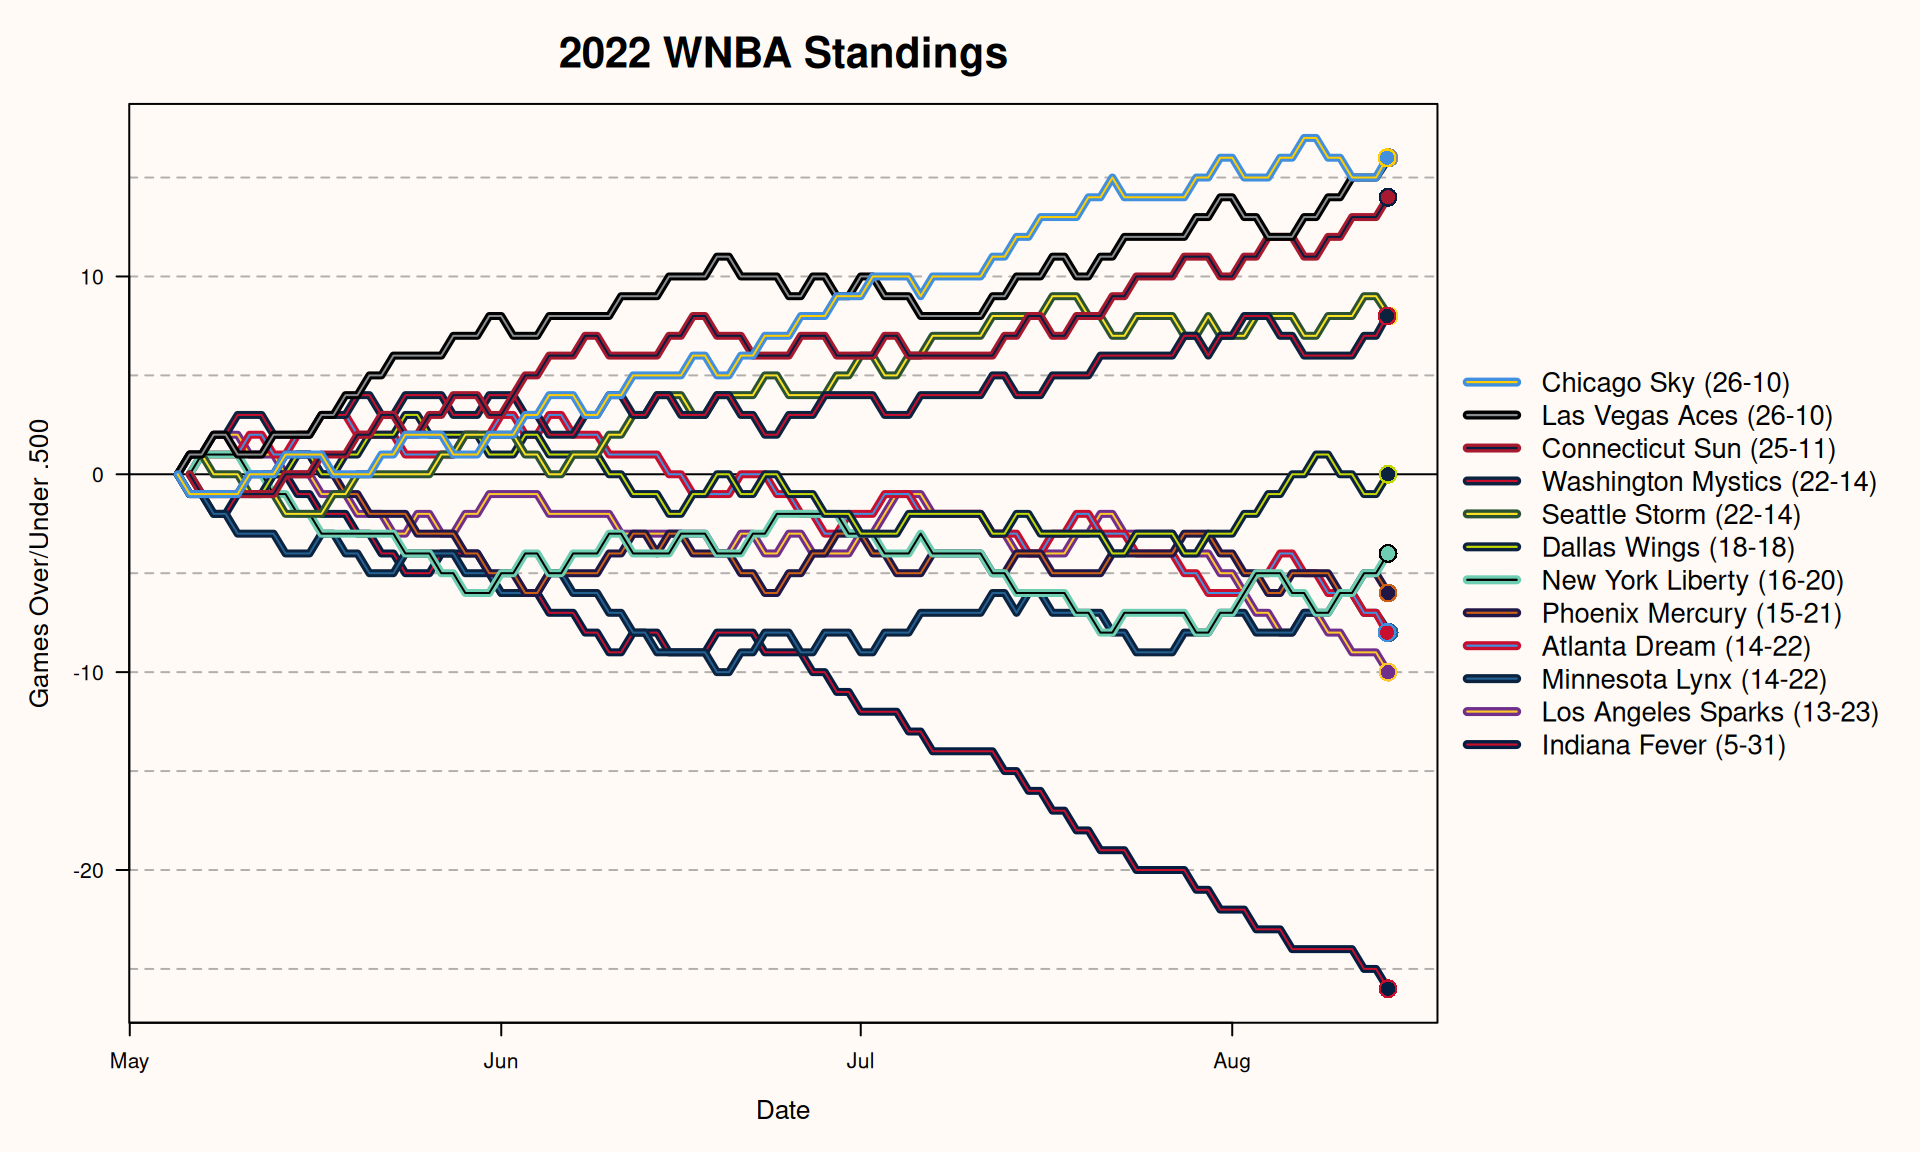 2022 WNBA Standings
Games Over/Under .500
10
0
-10
-20
May
Jun
Jul
Aug
Date
Chicago Sky (26-10)
Las Vegas Aces (26-10)
Connecticut Sun (25-11)
Washington Mystics (22-14)
Seattle Storm (22-14)
Dallas Wings (18-18)
New York Liberty (16-20)
Phoenix Mercury (15-21)
Atlanta Dream (14-22)
Minnesota Lynx (14-22)
Los Angeles Sparks (13-23)
Indiana Fever (5-31)